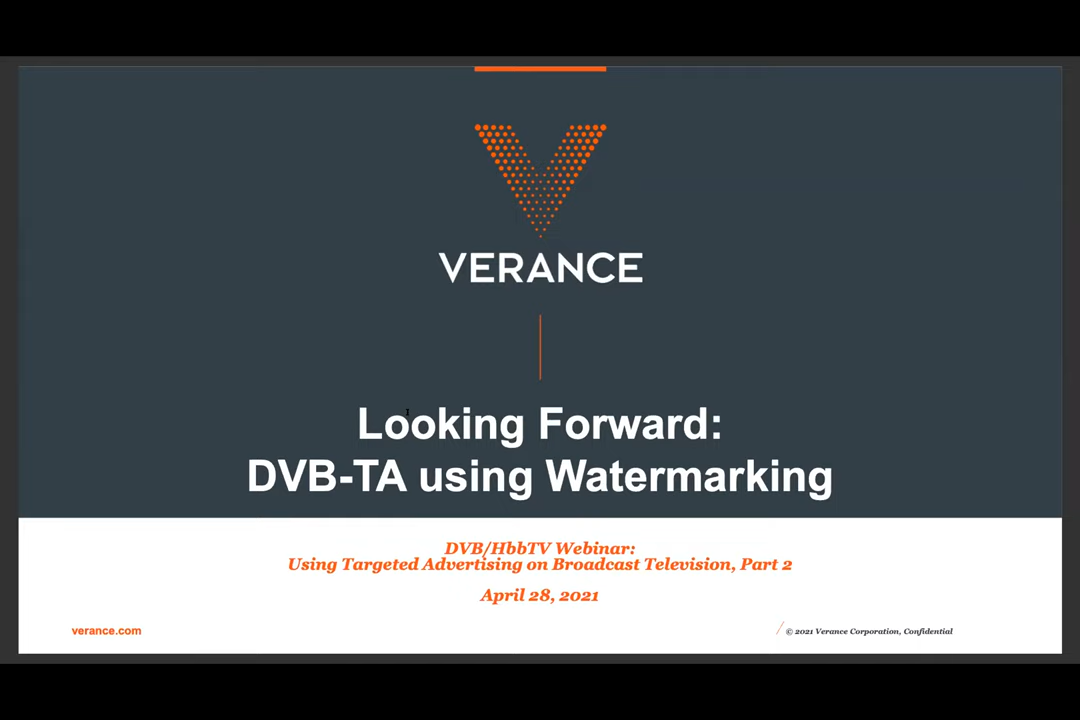 VERANCE
Looking Forward:
DVB-TA using Watermarking
DVB/HbbTV Webinar:
Using Targeted Advertising on Broadcast Television, Part 2
April 28, 2021
verance.com
© 2021 Verance Corporation, Confidential